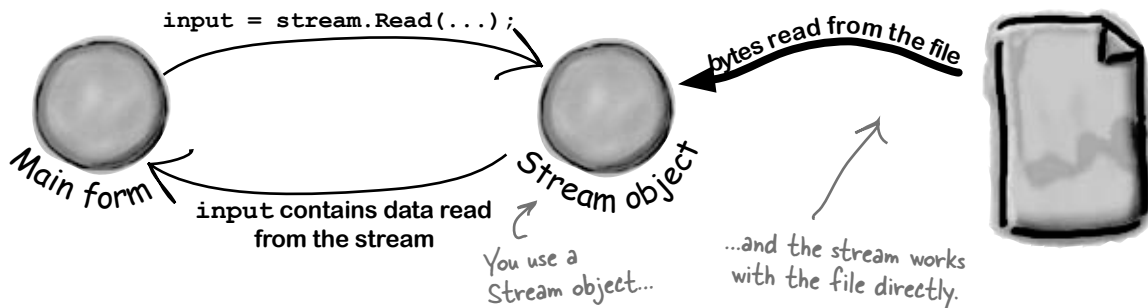 input = stream.Read(...);
bytes read from the file
Main form
Stream object
input contains data read
from the stream
You use a
Stream object...
...and the stream works
with the file directly.